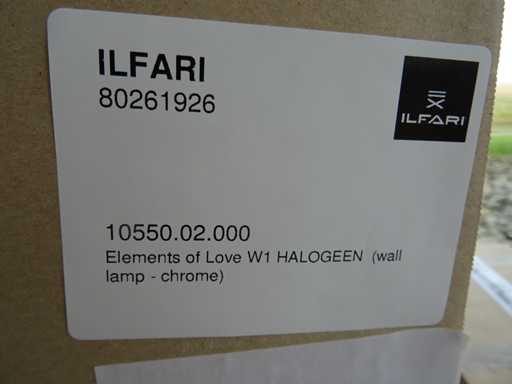 ILFARI
80261926
ILFARI
10550.02.000
Elements of Love W1 HALOGEEN (wall
lamp - chrome)